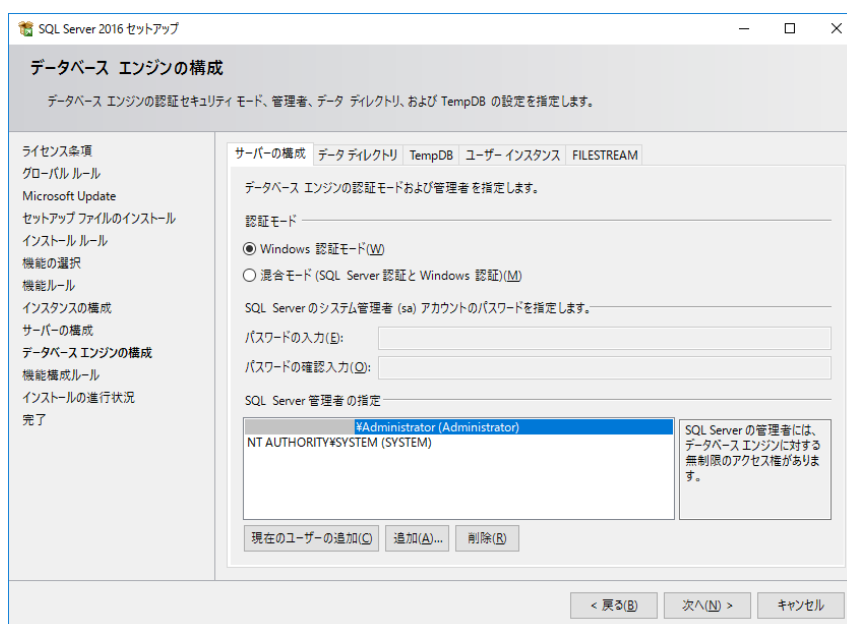 SQL Server 2016 セットアップ
データベース エンジンの構成
データベース エンジンの認証セキュリティ モード、管理者、データ ディレクトリ、および TempDB の設定を指定します。
ライセンス条項
グローバル ルール
Microsoft Update
セットアップ ファイルのインストール
インストール ルール
機能の選択
機能ルール
インスタンスの構成
サーバーの構成
データベース エンジンの構成
機能構成ルール
インストールの進行状況
完了
サーバーの構成 データ ディレクトリ TempDB ユーザー インスタンス FILESTREAM
データベース エンジンの認証モードおよび管理者を指定します。
認証モード
Windows 認証モード(W)
混合モード (SQL Server 認証と Windows 認証)(M)
SQL Server のシステム管理者 (sa) アカウントのパスワードを指定します。
パスワードの入力(E):
パスワードの確認入力(O):
SQL Server 管理者の指定
¥Administrator (Administrator)
NT AUTHORITY¥SYSTEM (SYSTEM)
SQL Server の管理者には、
データベース エンジンに対する
無制限のアクセス権がありま
す。
現在のユーザーの追加(C) 追加(A)... 削除(R)
< 戻る(B) 次へ(N) > キャンセル